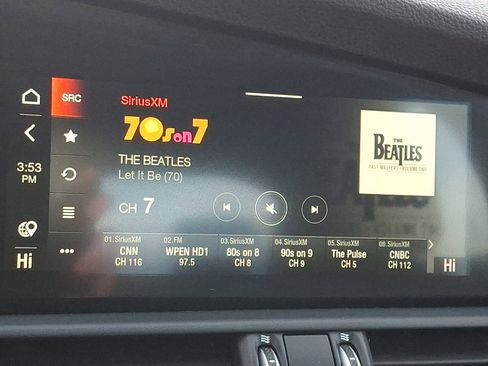 SRC
SiriusXM
70s on 7
THE BEATLES
Let It Be (70)
CH 7
THE
BEATLES
PAST MASTERS · VOLUME TWO
3:53
PM
Hi
01.SiriusXM
CNN
CH 116
02.FM
WPEN HD1
97.5
03.SiriusXM
80s on 8
CH 8
04.SiriusXM
90s on 9
CH 9
05.SiriusXM
The Pulse
CH 5
06.SiriusXM
CNBC
CH 112
Hi